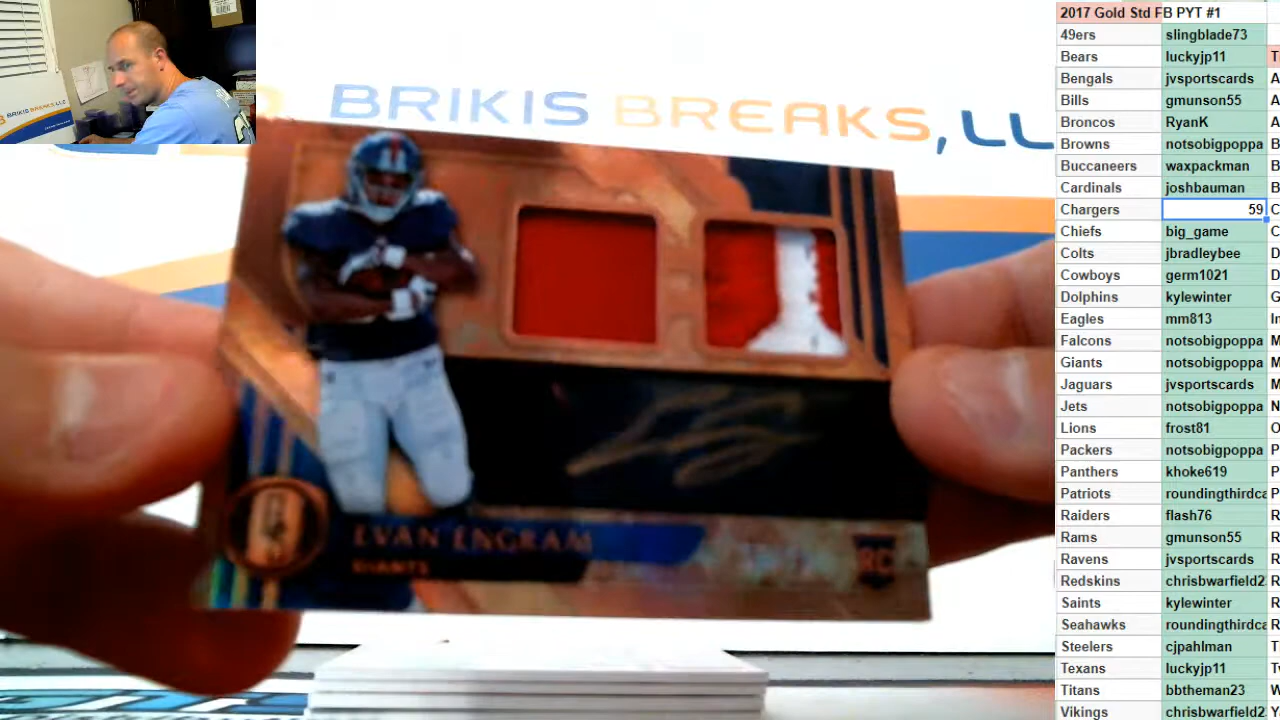 BRIKIS BREAKS, LL
VAN ENGRAM
RC
2017 Gold Std FB PYT #1
49ers slingblade73
Bears luckyjp11 T
Bengals jvsportscards A
Bills gmunson55 A
Broncos RyanK A
Browns notsobigpoppa B
Buccaneers waxpackman B
Cardinals joshbauman B
Chargers 59 C
Chiefs big_game C
Colts jbradleybee D
Cowboys germ1021 D
Dolphins kylewinter G
Eagles mm813 In
Falcons notsobigpoppa M
Giants notsobigpoppa M
Jaguars jvsportscards M
Jets notsobigpoppa N
Lions frost81 O
Packers notsobigpoppa P
Panthers khoke619 P
Patriots roundingthirdca P
Raiders flash76 R
Rams gmunson55 R
Ravens jvsportscards R
Redskins chrisbwarfield2 R
Saints kylewinter R
Seahawks roundingthirdca R
Steelers cjpahlman T
Texans luckyjp11 Tv
Titans bbtheman23 W
Vikings chrisbwarfield2 Y